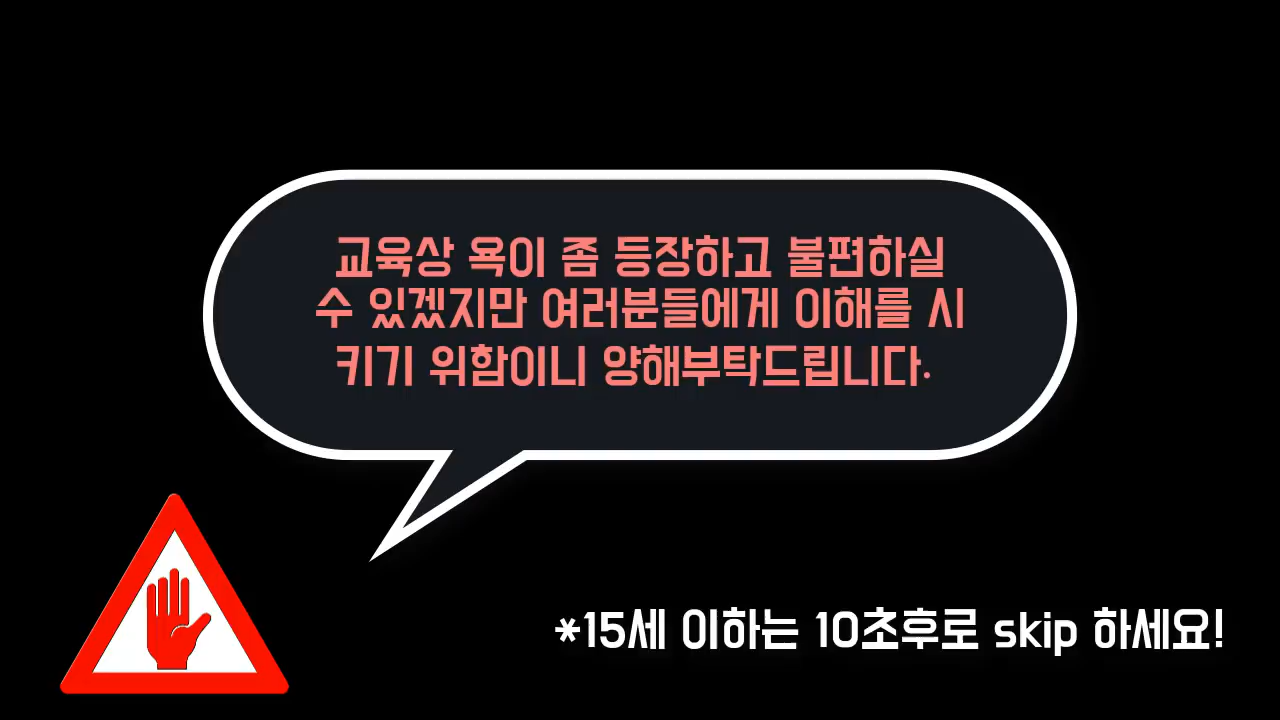 교육상 욕이 좀 등장하고 불편하실
수 있겠지만 여러분들에게 이해를 시
키기 위함이니 양해부탁드립니다.
*15세 이하는 10초후로 skip 하세요!